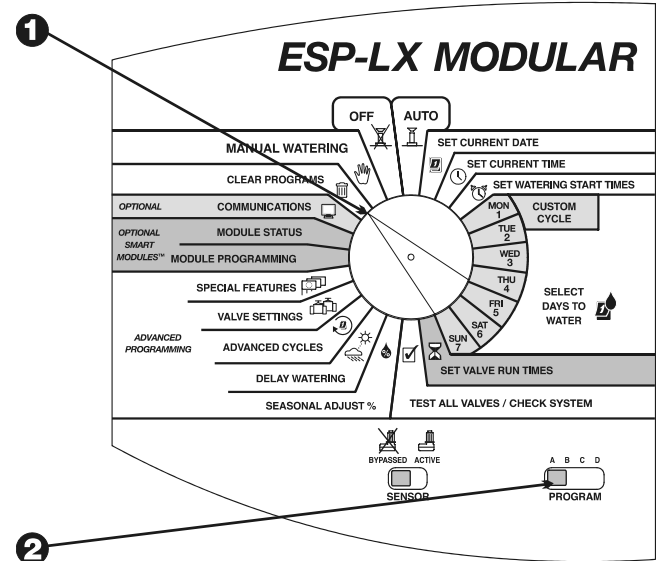 1
ESP-LX MODULAR
OFF
AUTO
MANUAL WATERING
SET CURRENT DATE
CLEAR PROGRAMS
SET CURRENT TIME
SET WATERING START TIMES
OPTIONAL
COMMUNICATIONS
MON
1
CUSTOM
CYCLE
OPTIONAL
SMART
MODULES™
MODULE STATUS
MODULE PROGRAMMING
TUE
2
WED
3
THU
4
FRI
5
SAT
6
SUN
7
SELECT
DAYS TO
WATER
D
SPECIAL FEATURES
VALVE SETTINGS
ADVANCED
PROGRAMMING
ADVANCED CYCLES
DELAY WATERING
SEASONAL ADJUST %
%
SET VALVE RUN TIMES
TEST ALL VALVES / CHECK SYSTEM
BYPASSED ACTIVE
SENSOR
A B C D
PROGRAM
2